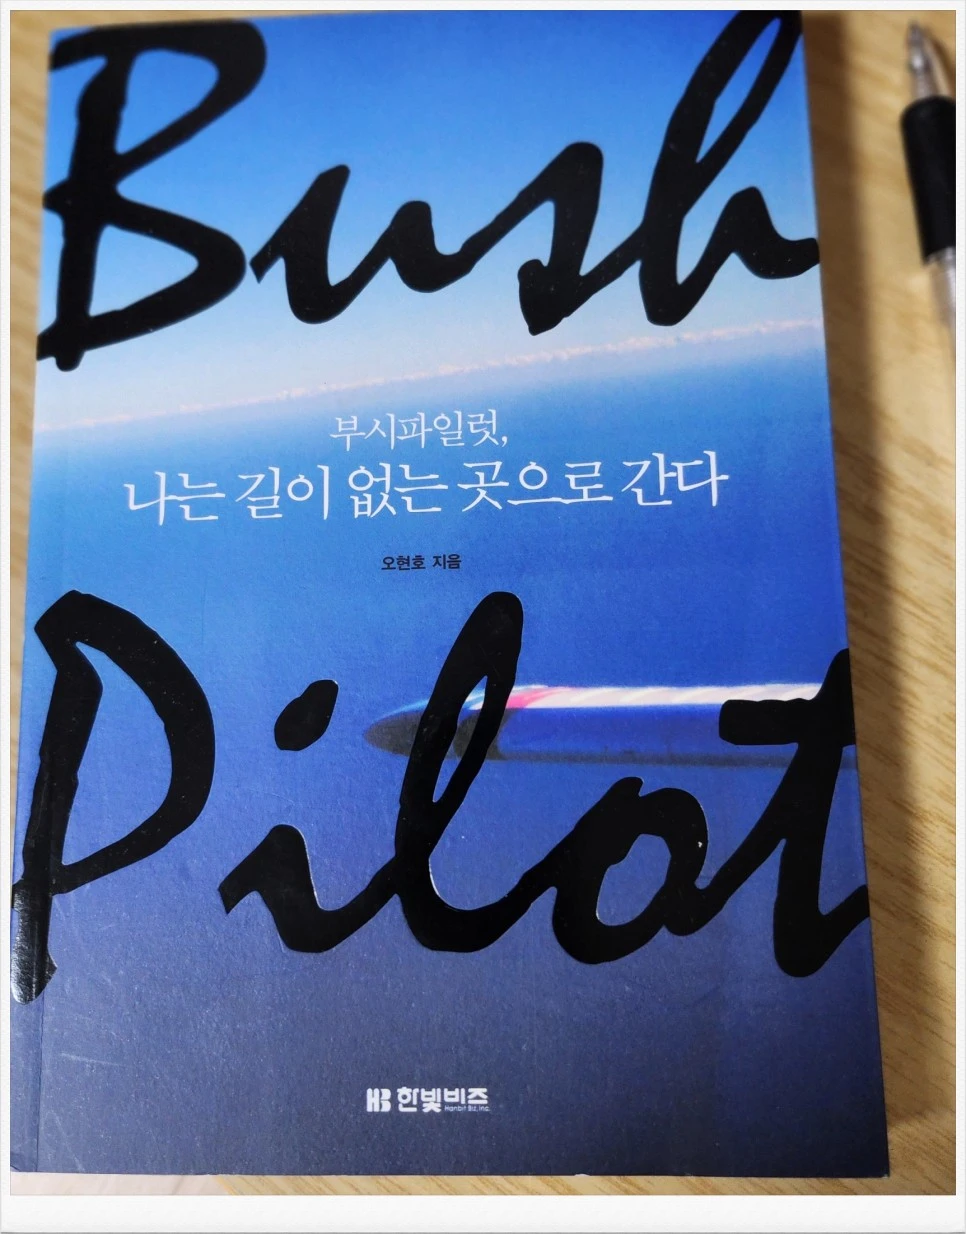 Bush
부시파일럿,
나는 길이 없는 곳으로 간다
오현호 지음
Pilot
HB 한빛비즈
Hanbit Biz, Inc.